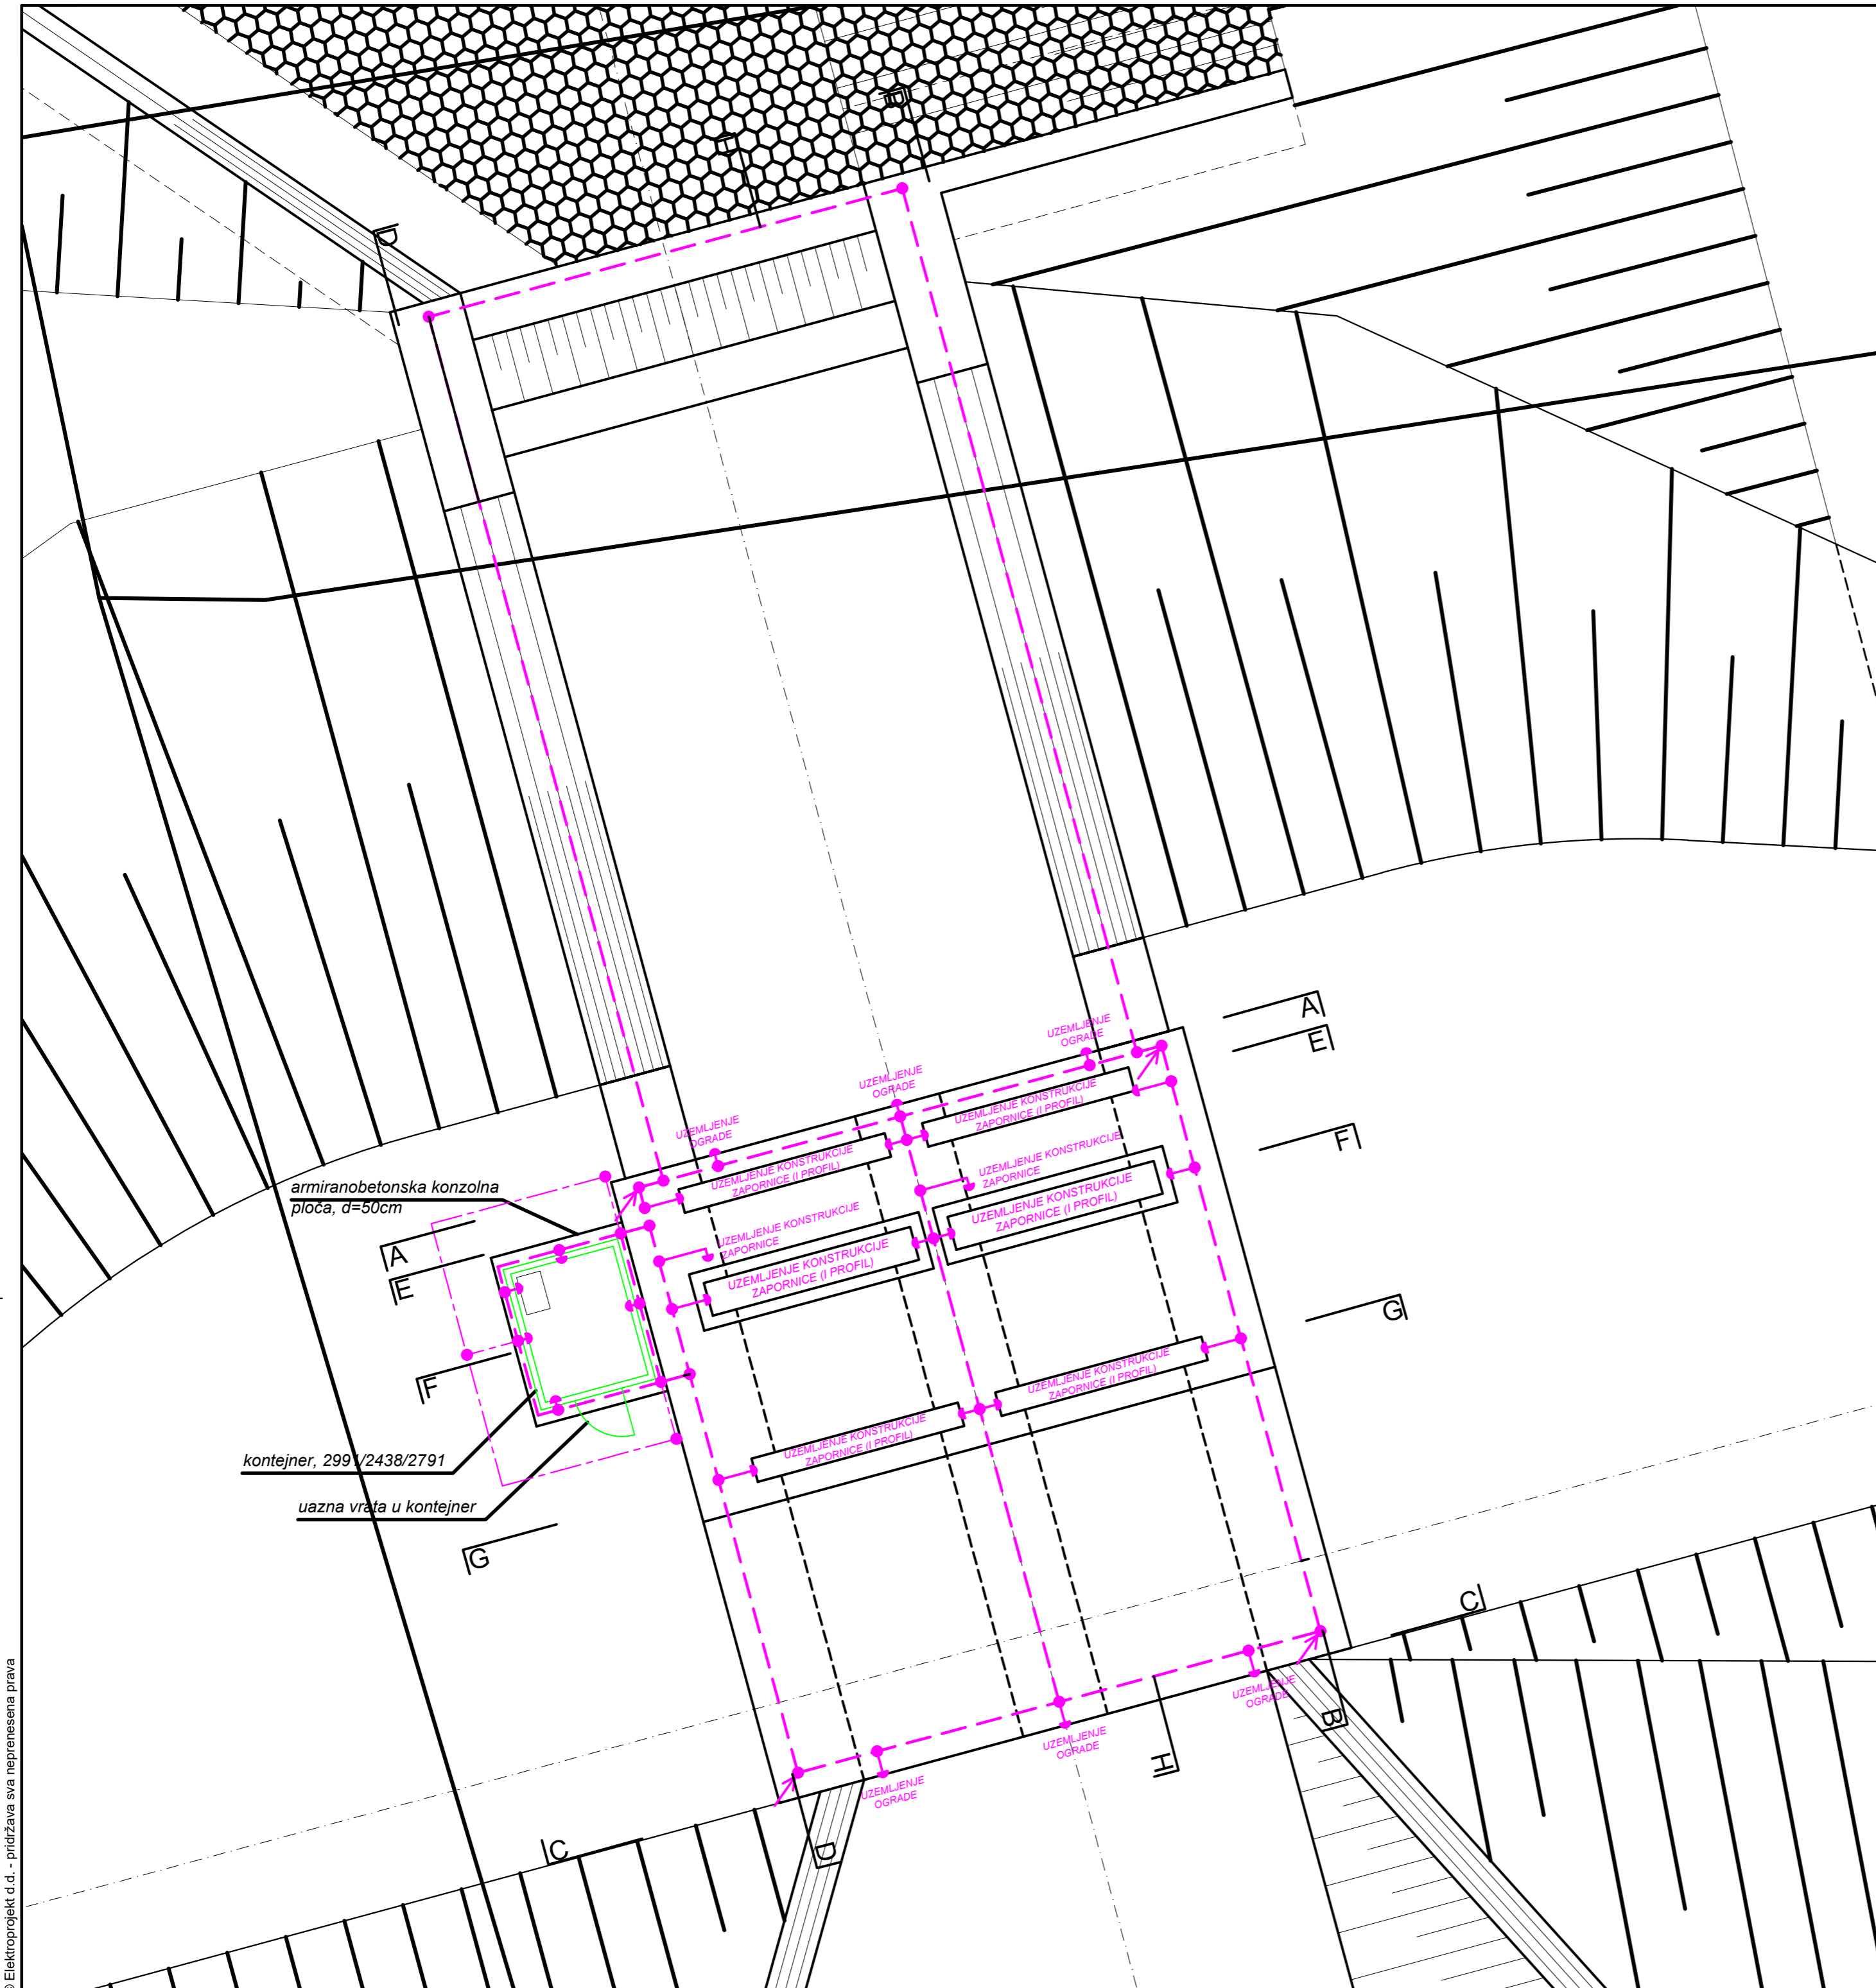 H
B
D
A
E
UZEMLJENJE
OGRADE
UZEMLJENJE
OGRADE
UZEMLJENJE
OGRADE
UZEMLJENJE KONSTRUKCIJE
ZAPORNICE (I PROFIL)
F
UZEMLJENJE KONSTRUKCIJE
ZAPORNICE
UZEMLJENJE KONSTRUKCIJE
ZAPORNICE (I PROFIL)
armiranobetonska konzolna
ploča, d=50cm
UZEMLJENJE KONSTRUKCIJE
ZAPORNICE (I PROFIL)
UZEMLJENJE KONSTRUKCIJE
ZAPORNICE
A
E
UZEMLJENJE KONSTRUKCIJE
ZAPORNICE (I PROFIL)
G
F
UZEMLJENJE KONSTRUKCIJE
ZAPORNICE (I PROFIL)
UZEMLJENJE KONSTRUKCIJE
ZAPORNICE (I PROFIL)
kontejner, 2991/2438/2791
uazna vrata u kontejner
G
C
UZEMLJENJE
OGRADE
B
UZEMLJENJE
OGRADE
H
UZEMLJENJE
OGRADE
C
D
© Elektroprojekt d.d. - pridržava sva neprenesena prava